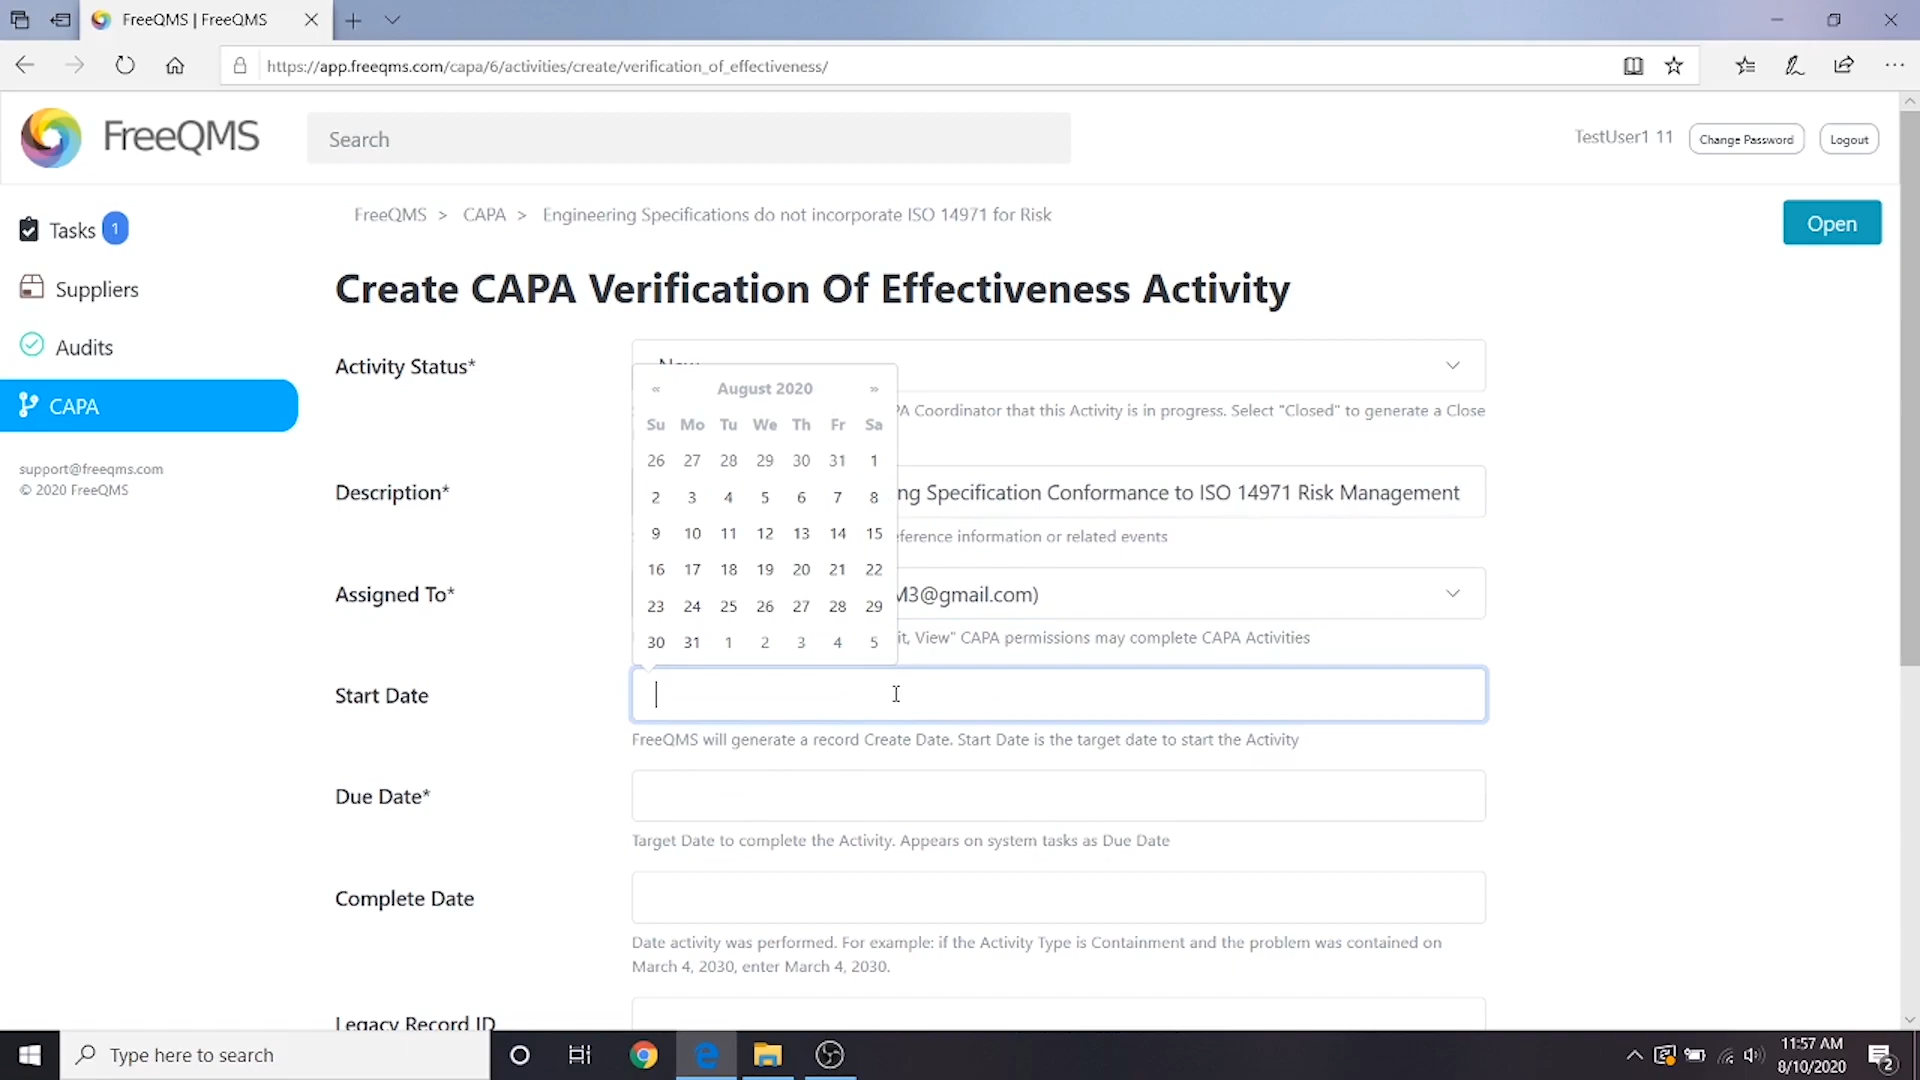 FreeQMS | FreeQMS
https://app.freeqms.com/capa/6/activities/create/verification_of_effectiveness/
FreeQMS
Search
TestUser1 11
Change Password
Logout
Tasks 1
Suppliers
Audits
CAPA
support@freeqms.com
© 2020 FreeQMS
FreeQMS > CAPA > Engineering Specifications do not incorporate ISO 14971 for Risk
Open
Create CAPA Verification Of Effectiveness Activity
Activity Status*
Coordinator that this Activity is in progress. Select "Closed" to generate a Close
« August 2020 »
Su Mo Tu We Th Fr Sa
26 27 28 29 30 31 1
2 3 4 5 6 7 8
9 10 11 12 13 14 15
16 17 18 19 20 21 22
23 24 25 26 27 28 29
30 31 1 2 3 4 5
Description*
ng Specification Conformance to ISO 14971 Risk Management
eference information or related events
Assigned To*
M3@gmail.com)
it, View" CAPA permissions may complete CAPA Activities
Start Date
FreeQMS will generate a record Create Date. Start Date is the target date to start the Activity
Due Date*
Target Date to complete the Activity. Appears on system tasks as Due Date
Complete Date
Date activity was performed. For example: if the Activity Type is Containment and the problem was contained on
March 4, 2030, enter March 4, 2030.
Legacy Record ID
Type here to search
11:57 AM
8/10/2020
2